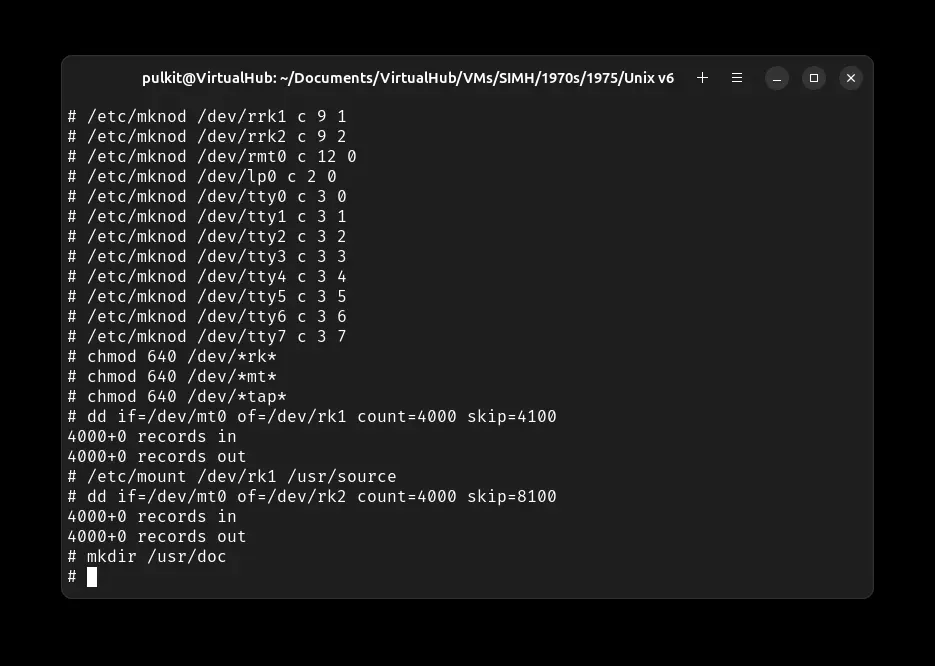 pulkit@VirtualHub: ~/Documents/VirtualHub/VMs/SIMH/1970s/1975/Unix v6
# /etc/mknod /dev/rrk1 c 9 1
# /etc/mknod /dev/rrk2 c 9 2
# /etc/mknod /dev/rmt0 c 12 0
# /etc/mknod /dev/lp0 c 2 0
# /etc/mknod /dev/tty0 c 3 0
# /etc/mknod /dev/tty1 c 3 1
# /etc/mknod /dev/tty2 c 3 2
# /etc/mknod /dev/tty3 c 3 3
# /etc/mknod /dev/tty4 c 3 4
# /etc/mknod /dev/tty5 c 3 5
# /etc/mknod /dev/tty6 c 3 6
# /etc/mknod /dev/tty7 c 3 7
# chmod 640 /dev/*rk*
# chmod 640 /dev/*mt*
# chmod 640 /dev/*tap*
# dd if=/dev/mt0 of=/dev/rk1 count=4000 skip=4100
4000+0 records in
4000+0 records out
# /etc/mount /dev/rk1 /usr/source
# dd if=/dev/mt0 of=/dev/rk2 count=4000 skip=8100
4000+0 records in
4000+0 records out
# mkdir /usr/doc
#